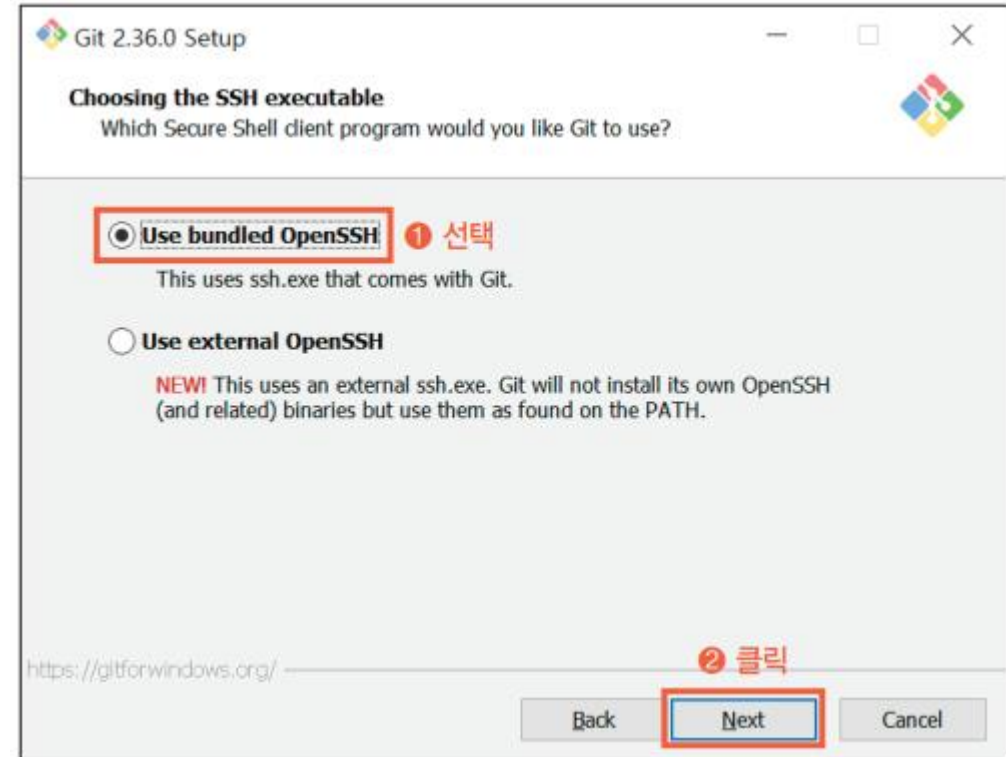 Git 2.36.0 Setup
Choosing the SSH executable
Which Secure Shell client program would you like Git to use?
Use bundled OpenSSH
❶ 선택
This uses ssh.exe that comes with Git.
Use external OpenSSH
NEW! This uses an external ssh.exe. Git will not install its own OpenSSH
(and related) binaries but use them as found on the PATH.
https://gitforwindows.org/
❷ 클릭
Back
Next
Cancel